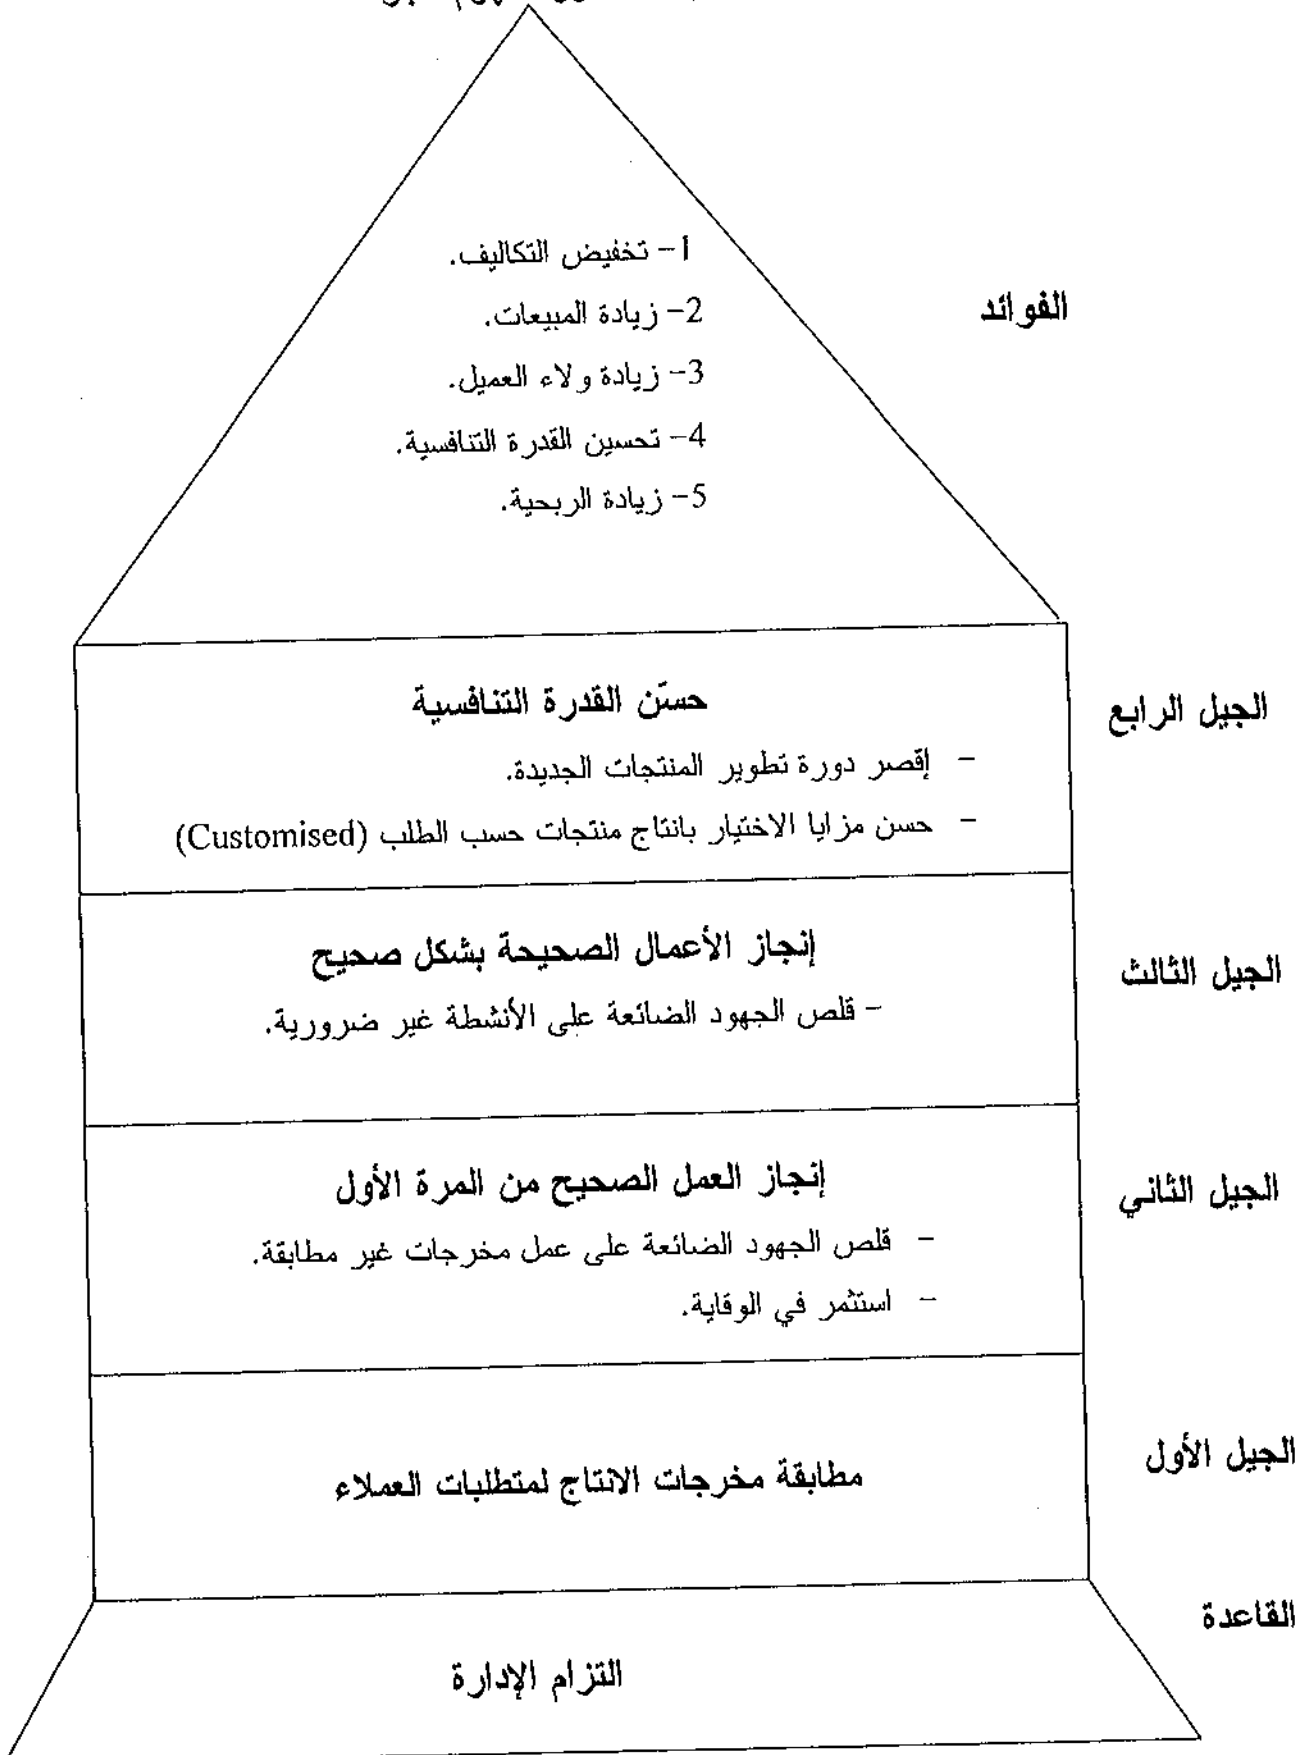 1- تخفيض التكاليف.
الفوائد
2- زيادة المبيعات.
3- زيادة ولاء العميل.
4- تحسين القدرة التنافسية.
5- زيادة الربحية.
الجيل الرابع
حسّن القدرة التنافسية
- إقصر دورة تطوير المنتجات الجديدة.
- حسن مزايا الاختيار بانتاج منتجات حسب الطلب (Customised)
الجيل الثالث
إنجاز الأعمال الصحيحة بشكل صحيح
- قلص الجهود الضائعة على الأنشطة غير ضرورية.
الجيل الثاني
إنجاز العمل الصحيح من المرة الأول
- قلص الجهود الضائعة على عمل مخرجات غير مطابقة.
- استثمر في الوقاية.
الجيل الأول
مطابقة مخرجات الانتاج لمتطلبات العملاء
القاعدة
التزام الإدارة